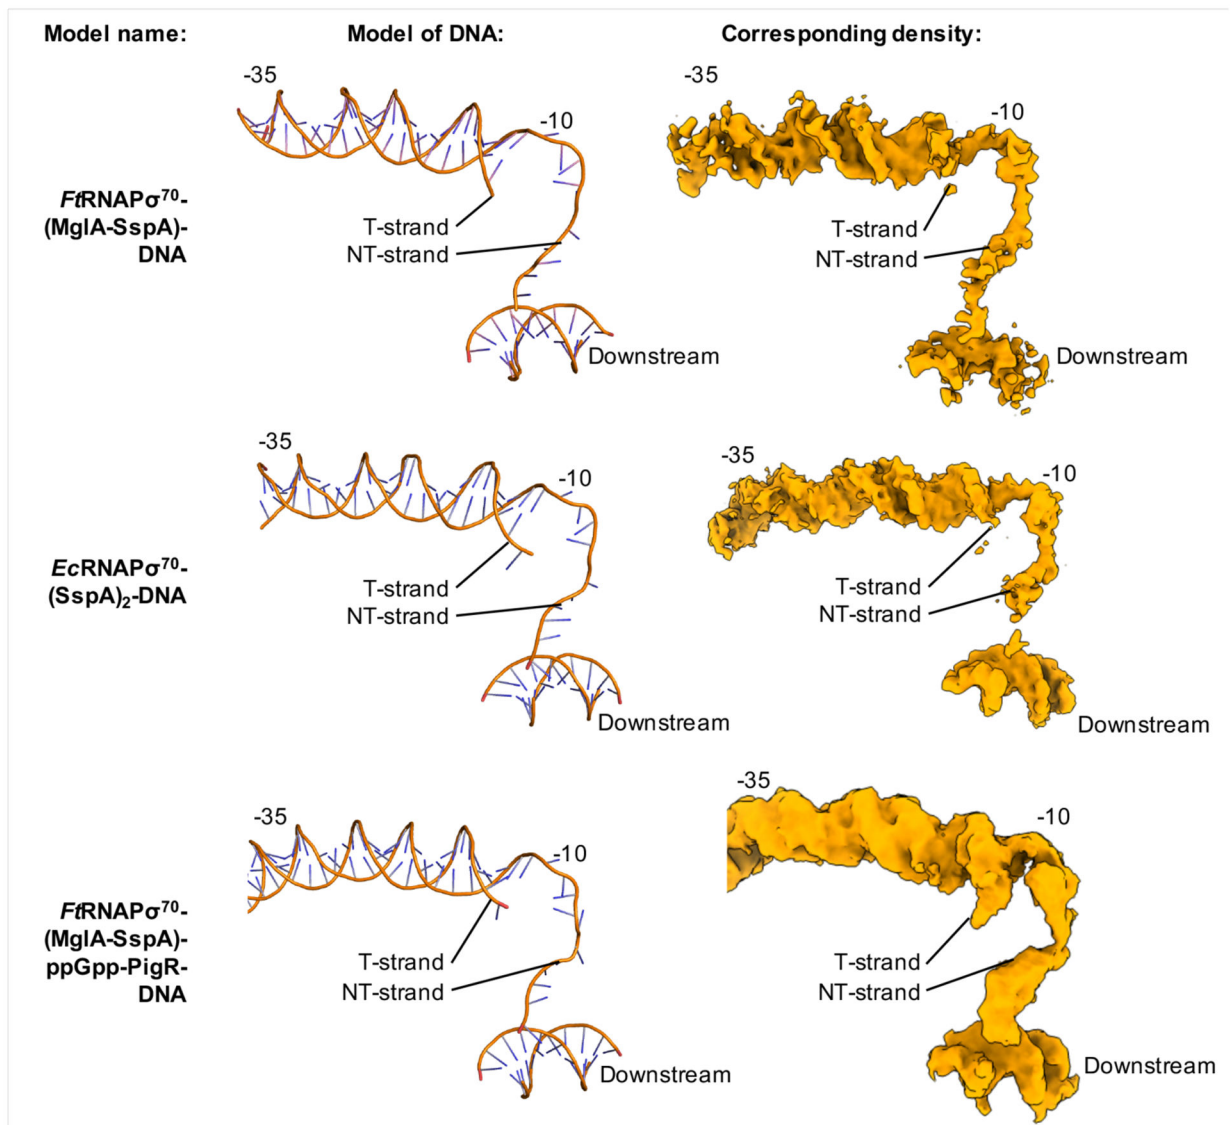 Model name:
Model of DNA:
Corresponding density:
-35
-10
-35
-10
FtRNAPσ⁷⁰-
(MglA-SspA)-
DNA
T-strand
NT-strand
Downstream
T-strand
NT-strand
Downstream
-35
-10
-35
-10
EcRNAPσ⁷⁰-
(SspA)₂-DNA
T-strand
NT-strand
Downstream
T-strand
NT-strand
Downstream
-35
-10
-35
-10
FtRNAPσ⁷⁰-
(MglA-SspA)-
ppGpp-PigR-
DNA
T-strand
NT-strand
Downstream
T-strand
NT-strand
Downstream